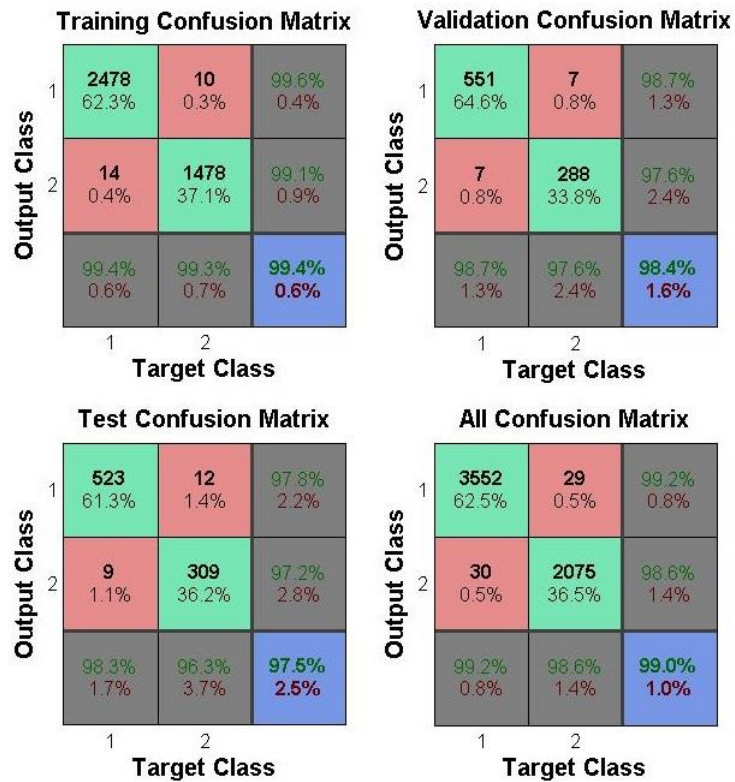 Training Confusion Matrix
Output Class
1
2478 10 99.6%
62.3% 0.3% 0.4%
2
14 1478 99.1%
0.4% 37.1% 0.9%
99.4% 99.3% 99.4%
0.6% 0.7% 0.6%
1 2
Target Class
Validation Confusion Matrix
Output Class
1
551 7 98.7%
64.6% 0.8% 1.3%
2
7 288 97.6%
0.8% 33.8% 2.4%
98.7% 97.6% 98.4%
1.3% 2.4% 1.6%
1 2
Target Class
Test Confusion Matrix
Output Class
1
523 12 97.8%
61.3% 1.4% 2.2%
2
9 309 97.2%
1.1% 36.2% 2.8%
98.3% 96.3% 97.5%
1.7% 3.7% 2.5%
1 2
Target Class
All Confusion Matrix
Output Class
1
3552 29 99.2%
62.5% 0.5% 0.8%
2
30 2075 98.6%
0.5% 36.5% 1.4%
99.2% 98.6% 99.0%
0.8% 1.4% 1.0%
1 2
Target Class